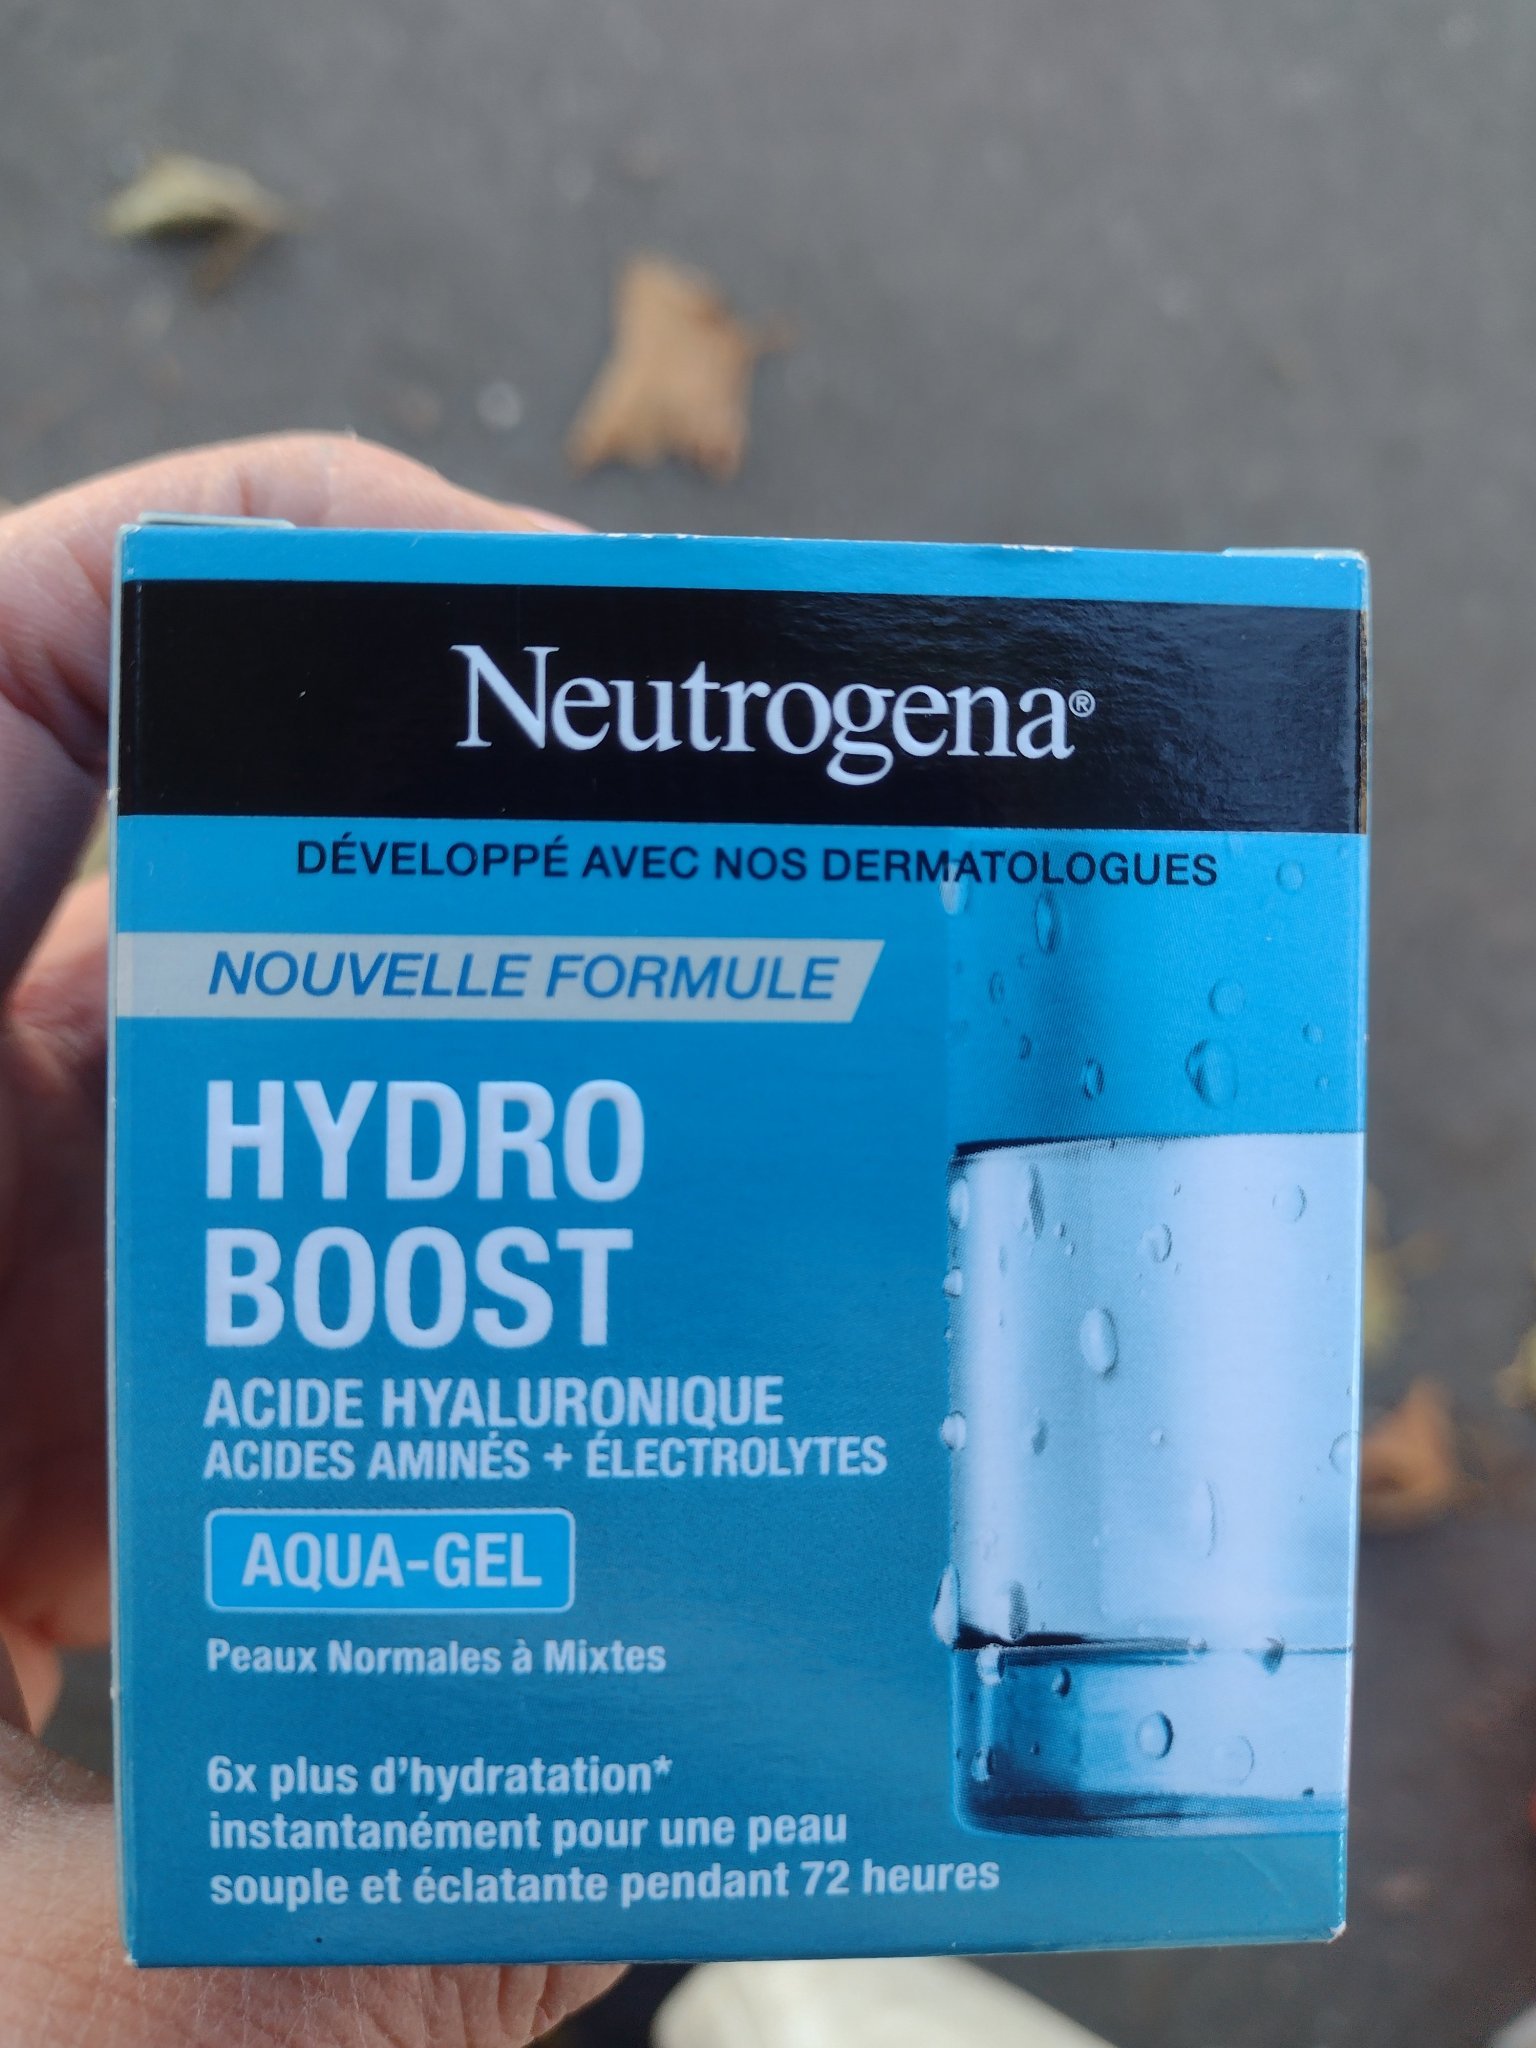 Neutrogena®
DÉVELOPPÉ AVEC NOS DERMATOLOGUES
NOUVELLE FORMULE
HYDRO
BOOST
ACIDE HYALURONIQUE
ACIDES AMINÉS + ÉLECTROLYTES
AQUA-GEL
Peaux Normales à Mixtes
6x plus d'hydratation*
instantanément pour une peau
souple et éclatante pendant 72 heures